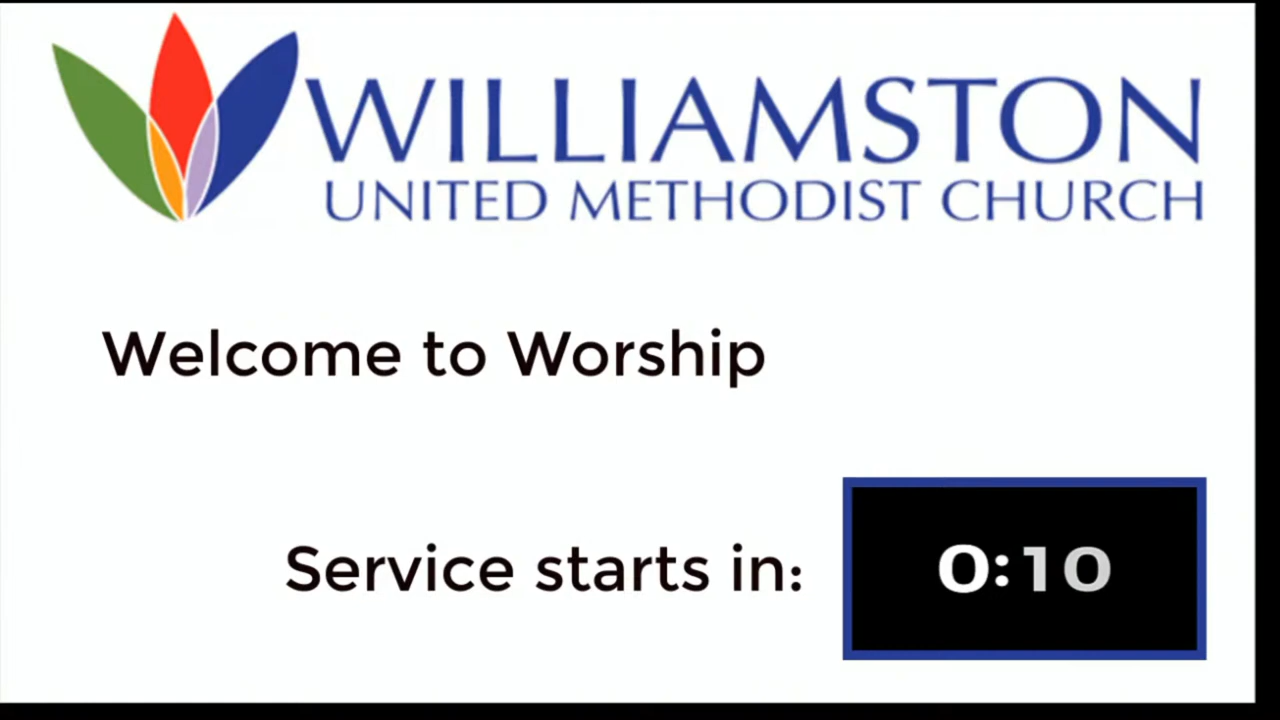 WILLIAMSTON
UNITED METHODIST CHURCH
Welcome to Worship
Service starts in:
0:10